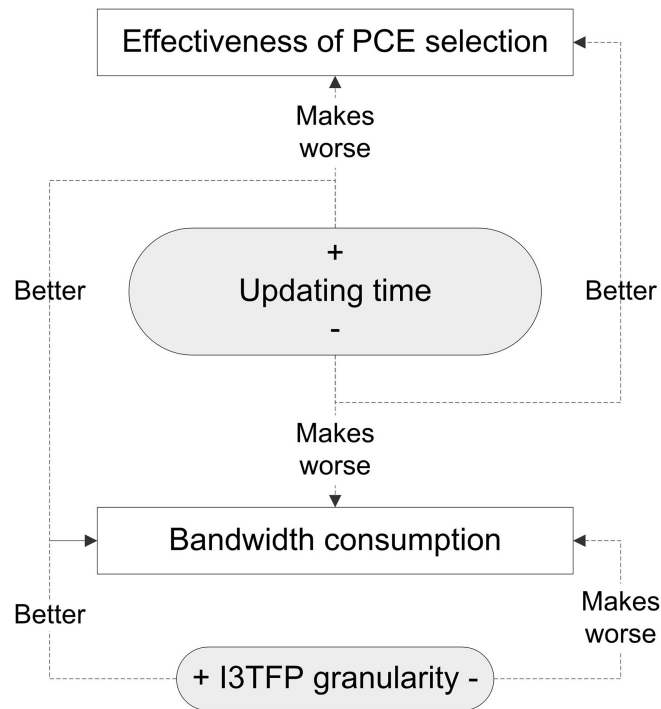 Effectiveness of PCE selection
Makes
worse
+
Updating time
-
Better
Better
Makes
worse
Bandwidth consumption
Better
Makes
worse
+ I3TFP granularity -